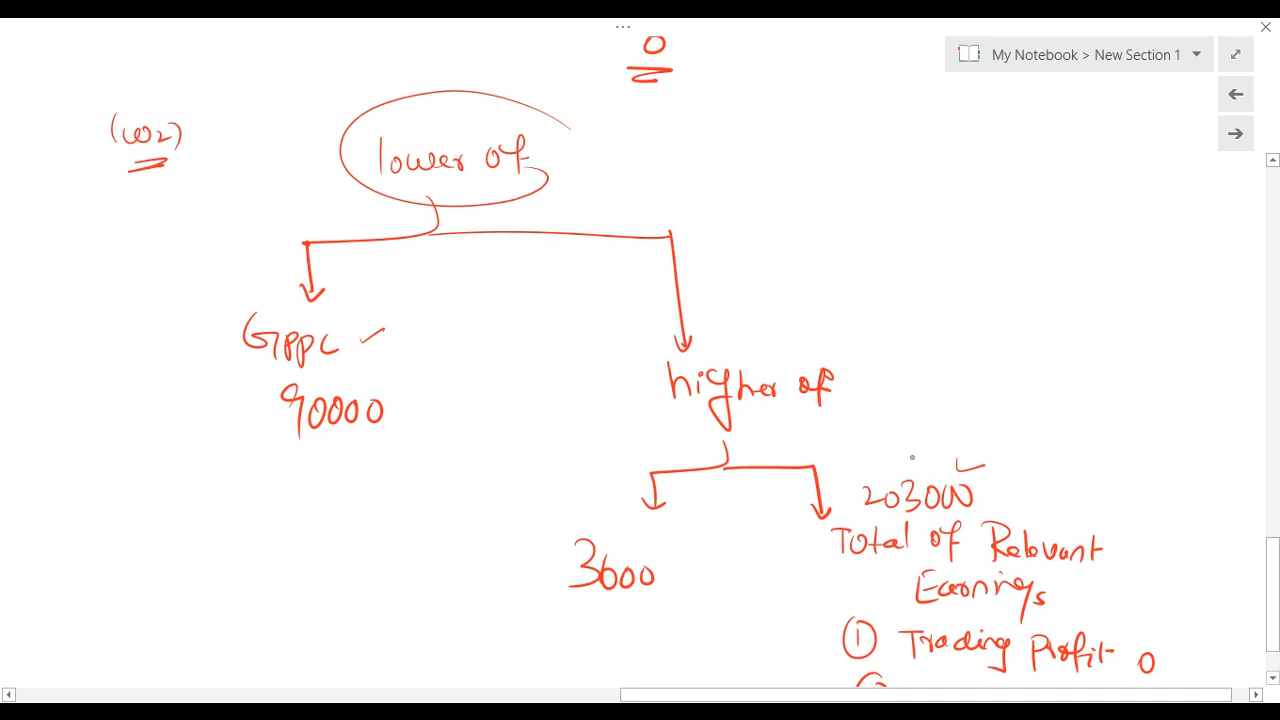 My Notebook > New Section 1
0
(W2)
lower of
GPPC ✓
90000
higher of
203000
3600
Total of Relevant
Earnings
① Trading Profit 0